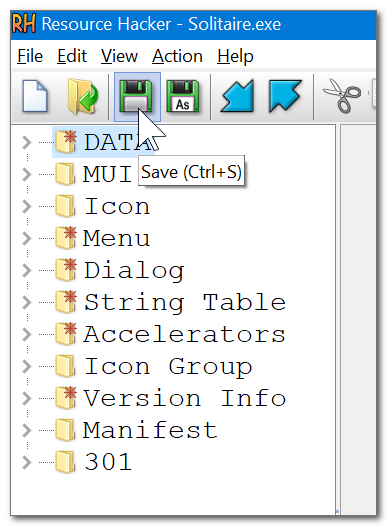 RH Resource Hacker - Solitaire.exe
File Edit View Action Help
As
DATA
MUI
Save (Ctrl+S)
Icon
Menu
Dialog
String Table
Accelerators
Icon Group
Version Info
Manifest
301